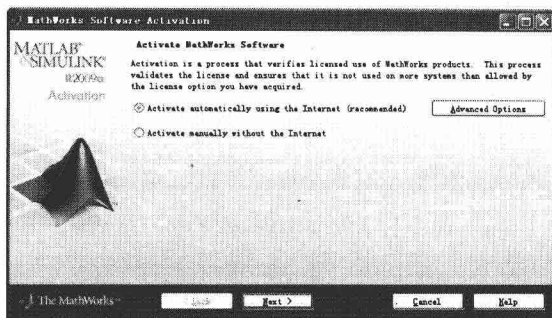 MathWorks Software Activation
MATLAB®
SIMULINK®
R2009a
Activation
Activate MathWorks Software
Activation is a process that verifies licensed use of MathWorks products. This process
validates the license and ensures that it is not used on more systems than allowed by
the license option you have acquired.
Activate automatically using the Internet (recommended)
Advanced Options
Activate manually without the Internet
The MathWorks™
< Back
Next >
Cancel
Help